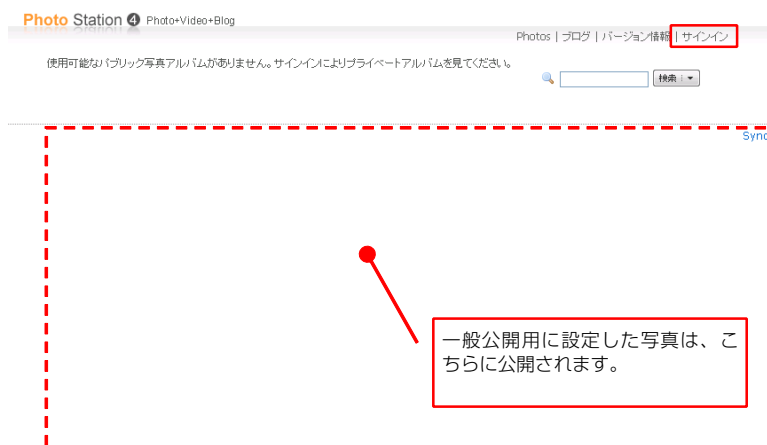 Photo Station 4 Photo+Video+Blog
Photos | ブログ | バージョン情報 | サインイン
使用可能なパブリック写真アルバムがありません。サインインによりプライベートアルバムを見てください。
検索
Sync
一般公開用に設定した写真は、こ
ちらに公開されます。